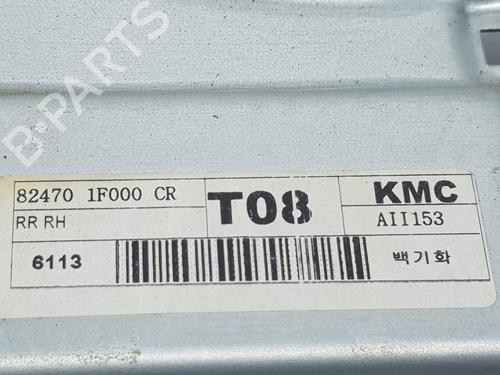 82470 1F000 CR
T08
KMC
RR RH
AII153
6113
백기화
B-PARTS